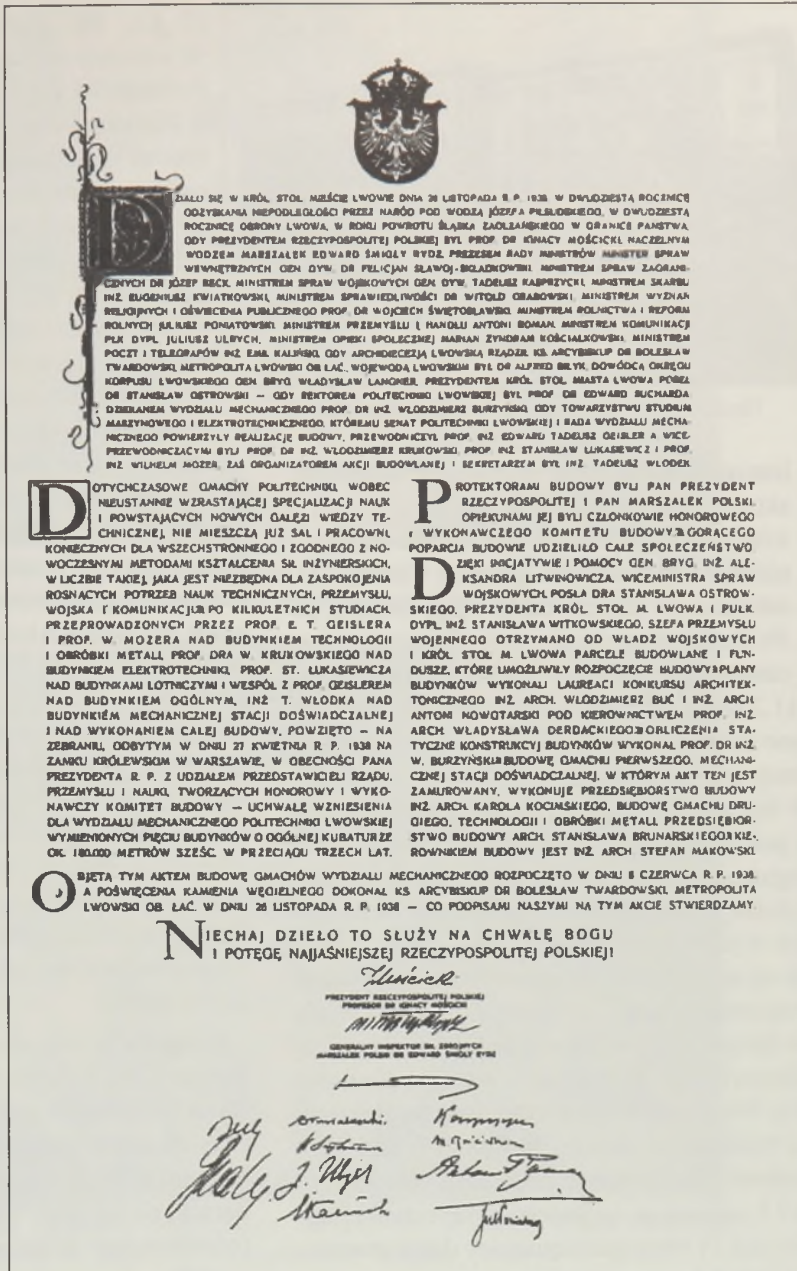 DZIAŁO SIĘ W KRÓL. STOŁ. MIEŚCIE LWOWIE DNIA 26 LISTOPADA R. P. 1938. W DWUDZIESTĄ ROCZNICĘ
ODZYSKANIA NIEPODLEGŁOŚCI PRZEZ NARÓD POD WODZĄ JÓZEFA PIŁSUDSKIEGO, W DWUDZIESTĄ
ROCZNICĘ OBRONY LWOWA, W ROKU POWROTU ŚLĄSKA ZAOLZAŃSKIEGO W GRANICE PAŃSTWA,
GDY PREZYDENTEM RZECZYPOSPOLITEJ POLSKIEJ BYŁ PROF. DR IGNACY MOŚCICKI, NACZELNYM
WODZEM MARSZAŁEK EDWARD ŚMIGŁY RYDZ, PREZESEM RADY MINISTRÓW MINISTER SPRAW
WEWNĘTRZNYCH GEN. DYW. DR FELICJAN SŁAWOJ-SKŁADKOWSKI, MINISTREM SPRAW ZAGRANI-
CZNYCH DR JÓZEF BECK, MINISTREM SPRAW WOJSKOWYCH GEN. DYW. TADEUSZ KASPRZYCKI, MINISTREM SKARBU
INŻ. EUGENIUSZ KWIATKOWSKI, MINISTREM SPRAWIEDLIWOŚCI DR WITOLD GRABOWSKI, MINISTREM WYZNAŃ
RELIGIJNYCH I OŚWIECENIA PUBLICZNEGO PROF. DR WOJCIECH ŚWIĘTOSŁAWSKI, MINISTREM ROLNICTWA I REFORM
ROLNYCH JULIUSZ PONIATOWSKI, MINISTREM PRZEMYSŁU I HANDLU ANTONI ROMAN, MINISTREM KOMUNIKACJI
PŁK DYPL. JULIUSZ ULRYCH, MINISTREM OPIEKI SPOŁECZNEJ MARIAN ZYNDRAM KOŚCIAŁKOWSKI, MINISTREM
POCZT I TELEGRAFÓW INŻ. EMIL KALIŃSKI, GDY ARCHIDIECEZJĄ LWOWSKĄ RZĄDZIŁ KS. ARCYBISKUP DR BOLESŁAW
TWARDOWSKI, METROPOLITA LWOWSKI OB. ŁAC., WOJEWODĄ LWOWSKIM BYŁ DR ALFRED BIŁYK, DOWÓDCĄ OKRĘGU
KORPUSU LWOWSKIEGO GEN. BRYG. WŁADYSŁAW LANGNER, PREZYDENTEM KRÓL. STOŁ. MIASTA LWOWA POSEŁ
DR STANISŁAW OSTROWSKI — GDY REKTOREM POLITECHNIKI LWOWSKIEJ BYŁ PROF. DR EDWARD SUCHARDA
DZIEKANEM WYDZIAŁU MECHANICZNEGO PROF. DR INŻ. WŁODZIMIERZ BURZYŃSKI, GDY TOWARZYSTWU STUDIUM
MASZYNOWEGO I ELEKTROTECHNICZNEGO, KTÓREMU SENAT POLITECHNIKI LWOWSKIEJ I RADA WYDZIAŁU MECHA-
NICZNEGO POWIERZYŁY REALIZACJĘ BUDOWY, PRZEWODNICZYŁ PROF. INŻ. EDWARD TADEUSZ GEISLER A WICE-
PRZEWODNICZĄCYMI BYLI PROF. DR INŻ. WŁODZIMIERZ KRUKOWSKI, PROF. INŻ. STANISŁAW ŁUKASIEWICZ I PROF.
INŻ. WILHELM MOZER, ZAŚ ORGANIZATOREM AKCJI BUDOWLANEJ I SEKRETARZEM BYŁ INŻ. TADEUSZ WŁODEK
DOTYCHCZASOWE GMACHY POLITECHNIKI WOBEC
NIEUSTANNIE WZRASTAJĄCEJ SPECJALIZACJI NAUK
I POWSTAJĄCYCH NOWYCH GAŁĘZI WIEDZY TE-
CHNICZNEJ, NIE MIESZCZĄ JUŻ SAL I PRACOWNI,
KONIECZNYCH DLA WSZECHSTRONNEGO I ZGODNEGO Z NO-
WOCZESNYMI METODAMI KSZTAŁCENIA SIŁ INŻYNIERSKICH,
W LICZBIE TAKIEJ, JAKA JEST NIEZBĘDNA DLA ZASPOKOJENIA
ROSNĄCYCH POTRZEB NAUK TECHNICZNYCH, PRZEMYSŁU,
WOJSKA I KOMUNIKACJI. PO KILKULETNICH STUDIACH,
PRZEPROWADZONYCH PRZEZ PROF. E. T. GEISLERA
I PROF. W. MOZERA NAD BUDYNKIEM TECHNOLOGII
I OBRÓBKI METALI, PROF. DRA W. KRUKOWSKIEGO NAD
BUDYNKIEM ELEKTROTECHNIKI, PROF. ST. ŁUKASIEWICZA
NAD BUDYNKAMI LOTNICZYMI I WESPÓŁ Z PROF. GEISLEREM
NAD BUDYNKIEM OGÓLNYM, INŻ. T. WŁODKA NAD
BUDYNKIEM MECHANICZNEJ STACJI DOŚWIADCZALNEJ
I NAD WYKONANIEM CAŁEJ BUDOWY, POWZIĘTO — NA
ZEBRANIU, ODBYTYM W DNIU 27 KWIETNIA R. P. 1938 NA
ZAMKU KRÓLEWSKIM W WARSZAWIE, W OBECNOŚCI PANA
PREZYDENTA R. P. Z UDZIAŁEM PRZEDSTAWICIELI RZĄDU,
PRZEMYSŁU I NAUKI, TWORZĄCYCH HONOROWY I WYKO-
NAWCZY KOMITET BUDOWY — UCHWAŁĘ WZNIESIENIA
DLA WYDZIAŁU MECHANICZNEGO POLITECHNIKI LWOWSKIEJ
WYMIENIONYCH PIĘCIU BUDYNKÓW O OGÓLNEJ KUBATURZE
OK. 180.000 METRÓW SZEŚC. W PRZECIĄGU TRZECH LAT.
PROTEKTORAMI BUDOWY BYLI PAN PREZYDENT
RZECZYPOSPOLITEJ I PAN MARSZAŁEK POLSKI.
OPIEKUNAMI JEJ BYLI CZŁONKOWIE HONOROWEGO
I WYKONAWCZEGO KOMITETU BUDOWY. GORĄCEGO
POPARCIA BUDOWIE UDZIELIŁO CAŁE SPOŁECZEŃSTWO
DZIĘKI INICJATYWIE I POMOCY GEN. BRYG. INŻ. ALE-
KSANDRA LITWINOWICZA, WICEMINISTRA SPRAW
WOJSKOWYCH, POSŁA DRA STANISŁAWA OSTROW-
SKIEGO, PREZYDENTA KRÓL. STOŁ. M. LWOWA I PUŁK.
DYPL. INŻ. STANISŁAWA WITKOWSKIEGO, SZEFA PRZEMYSŁU
WOJENNEGO OTRZYMANO OD WŁADZ WOJSKOWYCH
I KRÓL. STOŁ. M. LWOWA PARCELE BUDOWLANE I FUN-
DUSZE, KTÓRE UMOŻLIWIŁY ROZPOCZĘCIE BUDOWY. PLANY
BUDYNKÓW WYKONALI LAUREACI KONKURSU ARCHITEK-
TONICZNEGO INŻ. ARCH. WŁODZIMIERZ BUĆ I INŻ. ARCH.
ANTONI NOWOTARSKI POD KIEROWNICTWEM PROF. INŻ.
ARCH. WŁADYSŁAWA DERDACKIEGO. OBLICZENIA STA-
TYCZNE KONSTRUKCYJ BUDYNKÓW WYKONAŁ PROF. DR INŻ.
W. BURZYŃSKI. BUDOWĘ GMACHU PIERWSZEGO, MECHANI-
CZNEJ STACJI DOŚWIADCZALNEJ, W KTÓRYM AKT TEN JEST
ZAMUROWANY, WYKONUJE PRZEDSIĘBIORSTWO BUDOWY
INŻ. ARCH. KAROLA KOCIMSKIEGO, BUDOWĘ GMACHU DRU-
GIEGO, TECHNOLOGII I OBRÓBKI METALI, PRZEDSIĘBIOR-
STWO BUDOWY ARCH. STANISŁAWA BRUNARSKIEGO. KIE-
ROWNIKIEM BUDOWY JEST INŻ. ARCH. STEFAN MAKOWSKI.
OBJĘTĄ TYM AKTEM BUDOWĘ GMACHÓW WYDZIAŁU MECHANICZNEGO ROZPOCZĘTO W DNIU 8 CZERWCA R. P. 1938,
A POŚWIĘCENIA KAMIENIA WĘGIELNEGO DOKONAŁ KS. ARCYBISKUP DR BOLESŁAW TWARDOWSKI, METROPOLITA
LWOWSKI OB. ŁAC. W DNIU 26 LISTOPADA R. P. 1938 — CO PODPISAMI NASZYMI NA TYM AKCIE STWIERDZAMY.
NIECHAJ DZIEŁO TO SŁUŻY NA CHWAŁĘ BOGU
I POTĘGĘ NAJJAŚNIEJSZEJ RZECZYPOSPOLITEJ POLSKIEJ!
PREZYDENT RZECZYPOSPOLITEJ POLSKIEJ
PROFESOR DR IGNACY MOŚCICKI
GENERALNY INSPEKTOR SIŁ ZBROJNYCH
MARSZAŁEK POLSKI DR EDWARD ŚMIGŁY RYDZ